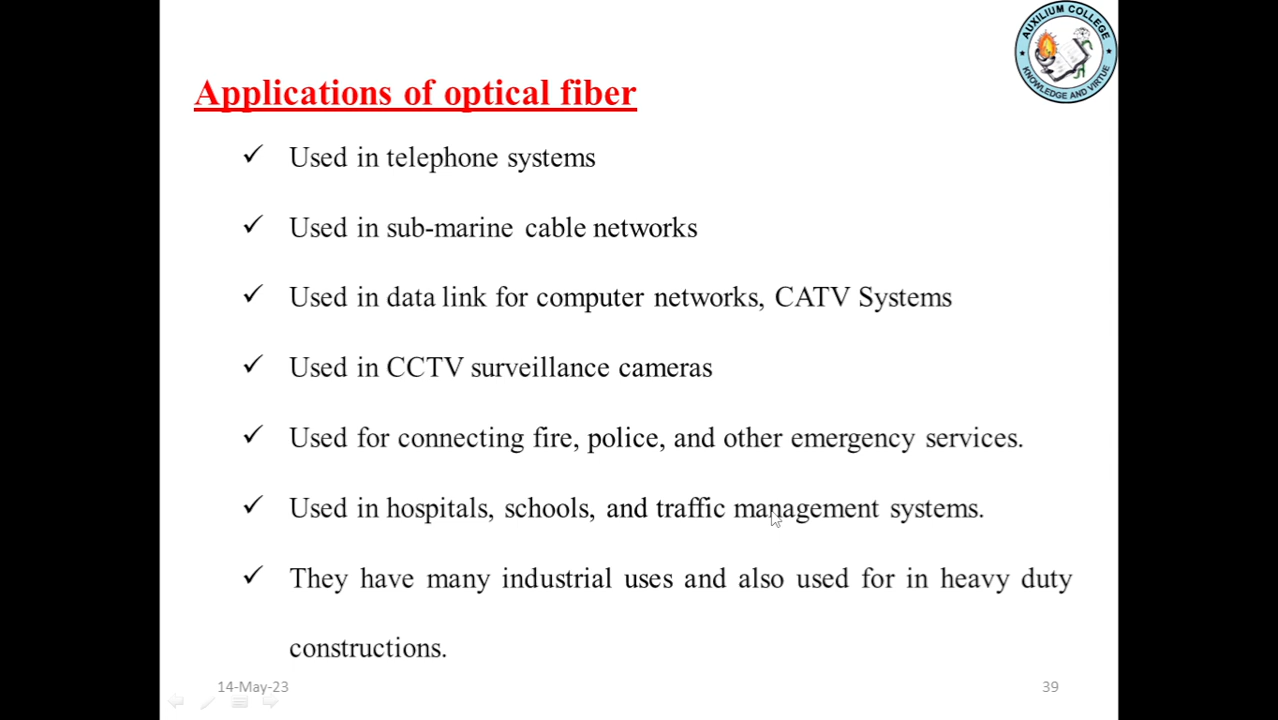 AUXILIUM COLLEGE
KNOWLEDGE AND VIRTUE
Applications of optical fiber
✓ Used in telephone systems
✓ Used in sub-marine cable networks
✓ Used in data link for computer networks, CATV Systems
✓ Used in CCTV surveillance cameras
✓ Used for connecting fire, police, and other emergency services.
✓ Used in hospitals, schools, and traffic management systems.
✓ They have many industrial uses and also used for in heavy duty
constructions.
14-May-23
39